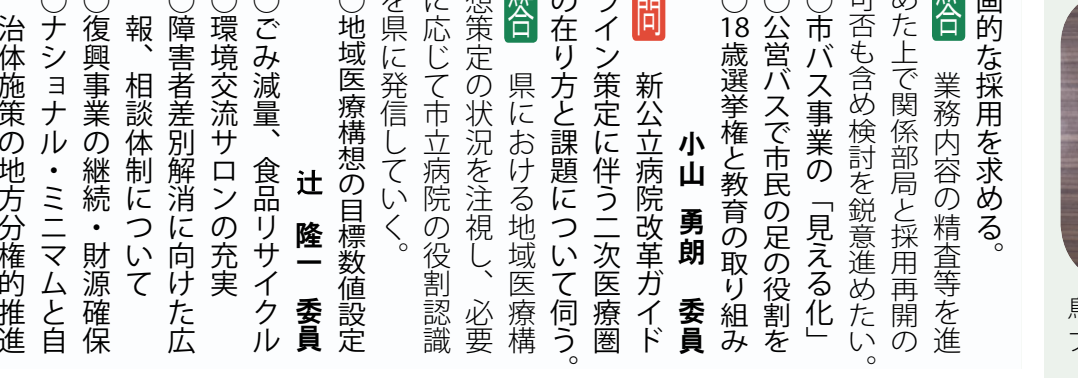 画的な採用を求める。
答 業務内容の精査等を進
めた上で関係部局と採用再開の
可否も含め検討を鋭意進めたい。
○市バス事業の「見える化」
○公営バスで市民の足の役割を
○18歳選挙権と教育の取り組み
小山 勇朗 委員
問 新公立病院改革ガイド
ライン策定に伴う二次医療圏
の在り方と課題について伺う。
答 県における地域医療構
想策定の状況を注視し、必要
に応じて市立病院の役割認識
を県に発信していく。
○地域医療構想の目標数値設定
辻 隆一 委員
○ごみ減量、食品リサイクル
○環境交流サロンの充実
○障害者差別解消に向けた広
報、相談体制について
○復興事業の継続・財源確保
○ナショナル・ミニマムと自
治体施策の地方分権的推進